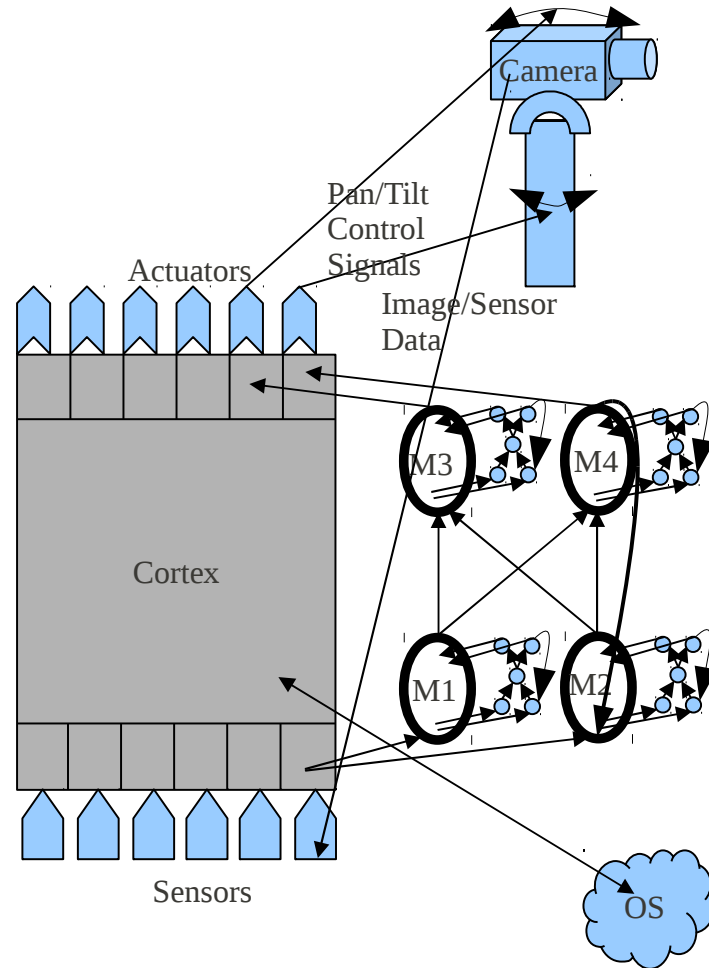 Camera
Pan/Tilt
Control
Signals
Actuators
Image/Sensor
Data
M3
M4
Cortex
M1
M2
Sensors
OS